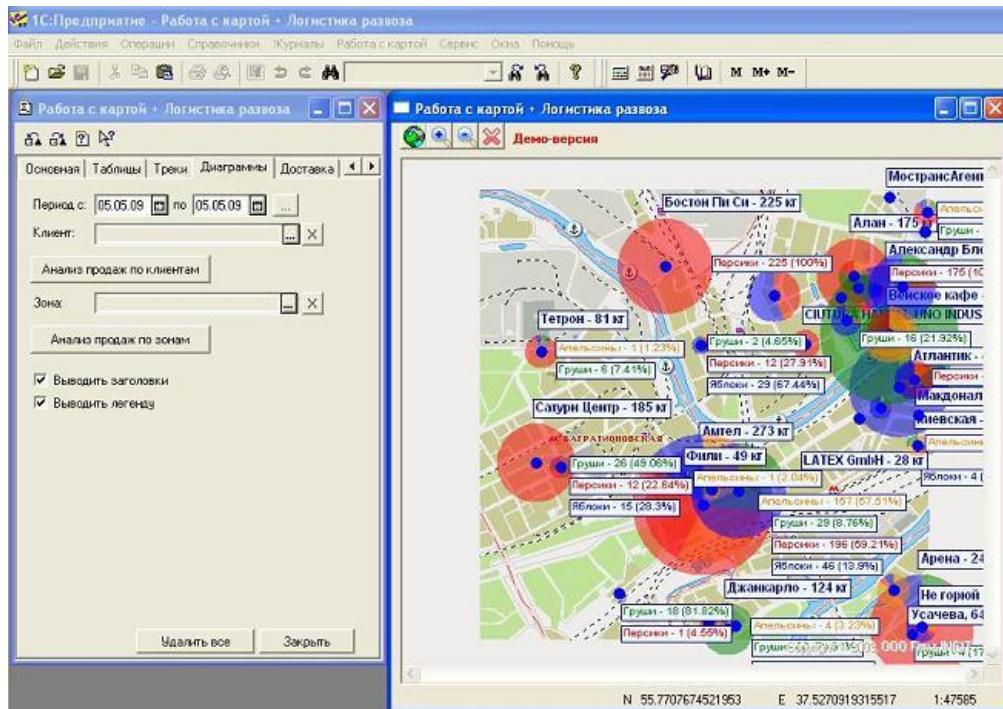 1С:Предприятие - Работа с картой + Логистика развоза
Файл Действия Операции Справочники Журналы Работа с картой Сервис Окна Помощь
M M+ M-
Работа с картой + Логистика развоза
Основная Таблицы Треки Диаграммы Доставка
Период с: 05.05.09 по 05.05.09 ...
Клиент: ... X
Анализ продаж по клиентам
Зона: ... X
Анализ продаж по зонам
Выводить заголовки
Выводить легенду
Удалить все Закрыть
Работа с картой + Логистика развоза
Демо-версия
МострансАген
Бостон Пи Си - 225 кг
Апельс
Алан - 175 кг
Груши -
Александр Бло
Персики - 225 (100%)
Персики - 175 (10
Венское кафе -
Тетрон - 81 кг
UNO INDUS
Апельсины - 1 (1.23%)
Груши - 2 (4.65%)
Груши - 16 (21.92%)
Груши - 6 (7.41%)
Персики - 12 (27.91%)
Атлантик -
Яблоки - 29 (67.44%)
Персики -
Макдонал
Сатурн Центр - 185 кг
Киевская -
Амтел - 273 кг
М БАГРАТИОНОВСКАЯ
Фили - 49 кг
LATEX GmbH - 28 кг
Груши - 26 (49.06%)
Апельсины - 1 (2.04%)
Персики - 12 (22.64%)
Яблоки - 4 (
Яблоки - 15 (28.3%)
Апельсины - 157 (57.51%)
Груши - 29 (8.76%)
Персики - 196 (59.21%)
Яблоки - 46 (13.9%)
Арена - 24
Джанкарло - 124 кг
Не горюй
Груши - 18 (81.82%)
Усачева, 64
Персики - 1 (4.55%)
Апельсины - 4 (3.23%)
N 55.7707674521953 E 37.5270919315517 1:47585